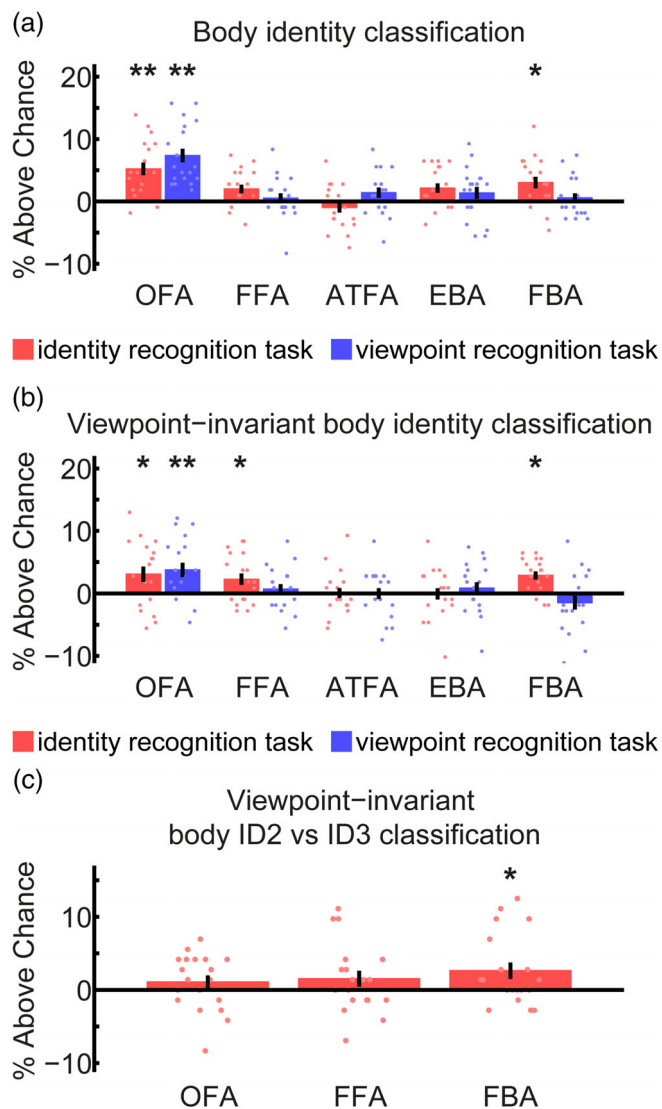 (a)
Body identity classification
** ** *
20
10
0
−10
% Above Chance
OFA FFA ATFA EBA FBA
identity recognition task viewpoint recognition task
(b)
Viewpoint−invariant body identity classification
* ** * *
20
10
0
−10
% Above Chance
OFA FFA ATFA EBA FBA
identity recognition task viewpoint recognition task
(c)
Viewpoint−invariant
body ID2 vs ID3 classification
*
10
0
−10
% Above Chance
OFA FFA FBA